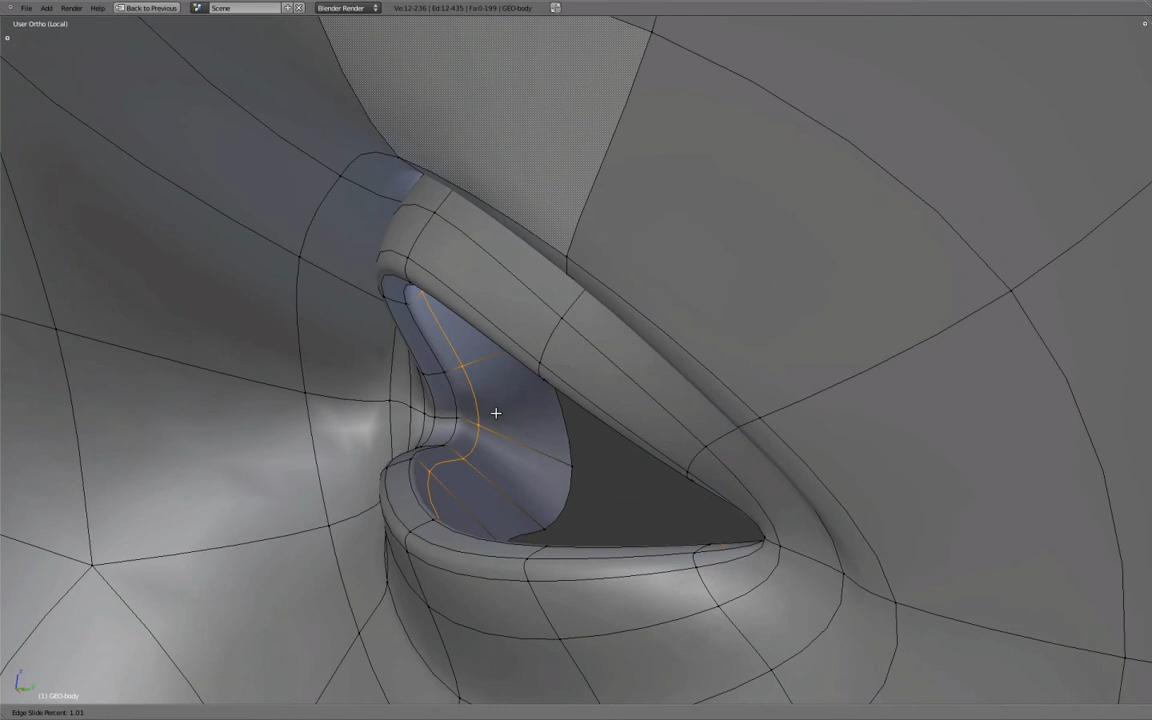 File Add Render Help Back to Previous Scene Blender Render Ve:12-236 | Ed:12-435 | Fa:0-199 | GEO-body
User Ortho (Local)
(1) GEO-body
Edge Slide Percent: 1.01